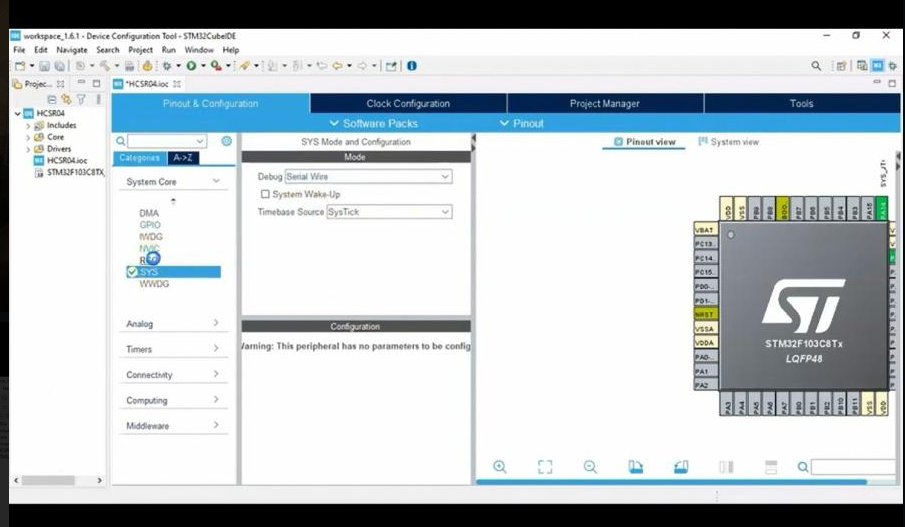 workspace_1.6.1 - Device Configuration Tool - STM32CubeIDE
File Edit Navigate Search Project Run Window Help
Projec...
*HCSR04.ioc
HCSR04
Includes
Core
Drivers
HCSR04.ioc
STM32F103C8TX_
Pinout & Configuration
Clock Configuration
Project Manager
Tools
Software Packs
Pinout
Categories
A->Z
System Core
DMA
GPIO
IWDG
NVIC
SYS
WWDG
Analog
Timers
Connectivity
Computing
Middleware
SYS Mode and Configuration
Mode
Debug Serial Wire
System Wake-Up
Timebase Source SysTick
Configuration
Warning: This peripheral has no parameters to be config
Pinout view
System view
VDD
VSS
PB9
PB8
BOO..
PB7
PB6
PB5
PB4
PB3
PA15
PA14
VBAT
PC13..
PC14..
PC15..
PD0-..
PD1-..
NRST
VSSA
VDDA
PA0-..
PA1
PA2
STM32F103C8Tx
LQFP48
PA3
PA4
PA5
PA6
PA7
PB0
PB1
PB2
PB10
PB11
VSS
VDD